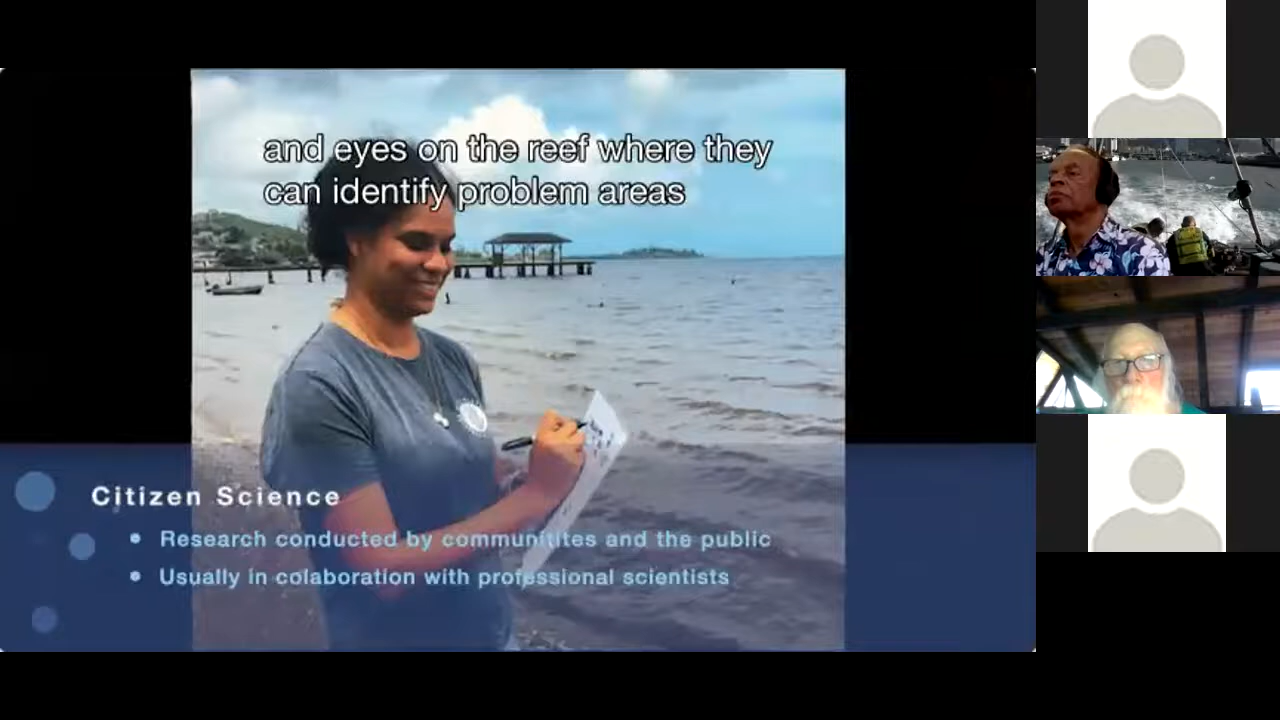 and eyes on the reef where they
can identify problem areas
Citizen Science
• Research conducted by communitites and the public
• Usually in colaboration with professional scientists